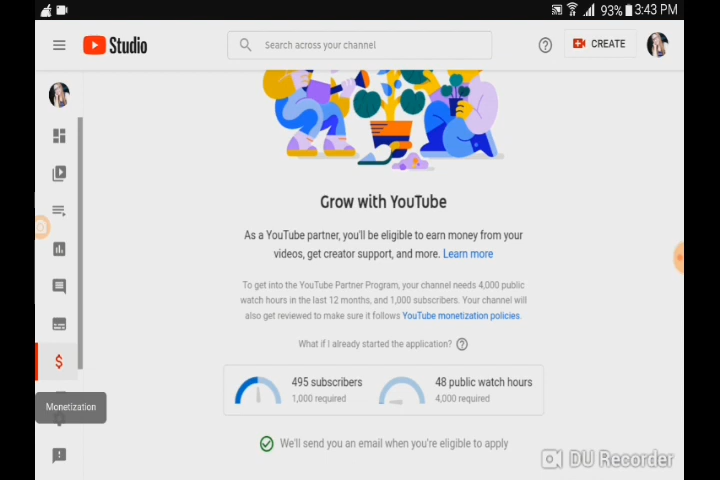 93% 3:43 PM
Studio
Search across your channel
CREATE
Grow with YouTube
As a YouTube partner, you'll be eligible to earn money from your
videos, get creator support, and more. Learn more
To get into the YouTube Partner Program, your channel needs 4,000 public
watch hours in the last 12 months, and 1,000 subscribers. Your channel will
also get reviewed to make sure it follows YouTube monetization policies.
What if I already started the application?
495 subscribers
1,000 required
48 public watch hours
4,000 required
Monetization
We'll send you an email when you're eligible to apply
DU Recorder